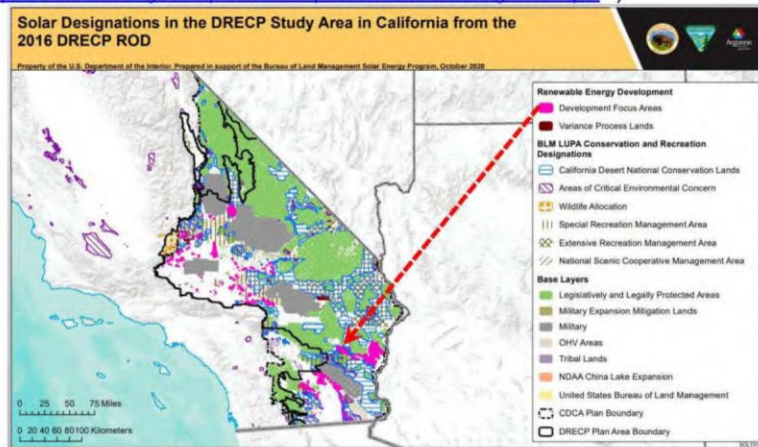 Solar Designations in the DRECP Study Area in California from the
2016 DRECP ROD
Property of the U.S. Department of the Interior. Prepared in support of the Bureau of Land Management Solar Energy Program, October 2020
Argonne
Renewable Energy Development
Development Focus Areas
Variance Process Lands
BLM LUPA Conservation and Recreation
Designations
California Desert National Conservation Lands
Areas of Critical Environmental Concern
Wildlife Allocation
Special Recreation Management Area
Extensive Recreation Management Area
National Scenic Cooperative Management Area
Base Layers
Legislatively and Legally Protected Areas
Military Expansion Mitigation Lands
Military
OHV Areas
Tribal Lands
NDAA China Lake Expansion
United States Bureau of Land Management
CDCA Plan Boundary
DRECP Plan Area Boundary
0 25 50 75 Miles
0 20 40 60 80 100 Kilometers